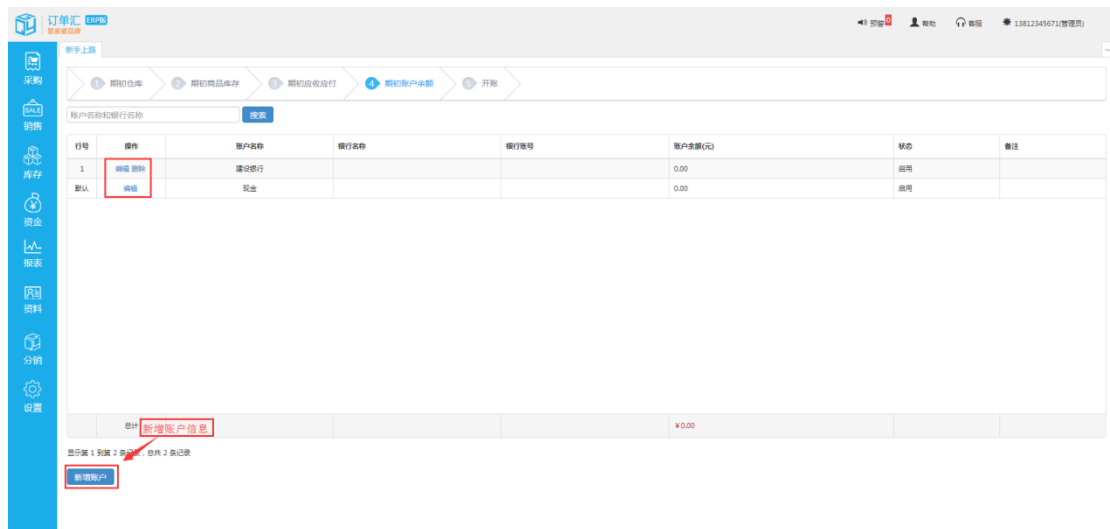 订单汇 ERP版
管家婆品牌
预警 0 帮助 客服 13812345671(管理员)
新手上路
1 期初仓库 2 期初商品库存 3 期初应收应付 4 期初账户余额 5 开账
账户名称和银行名称 搜索
行号 操作 账户名称 银行名称 银行账号 账户余额(元) 状态 备注
1 编辑 删除 建设银行 0.00 启用
默认 编辑 现金 0.00 启用
采购
SALE
销售
库存
资金
报表
资料
分销
设置
总计 ¥0.00
新增账户信息
显示第 1 到第 2 条记录，总共 2 条记录
新增账户